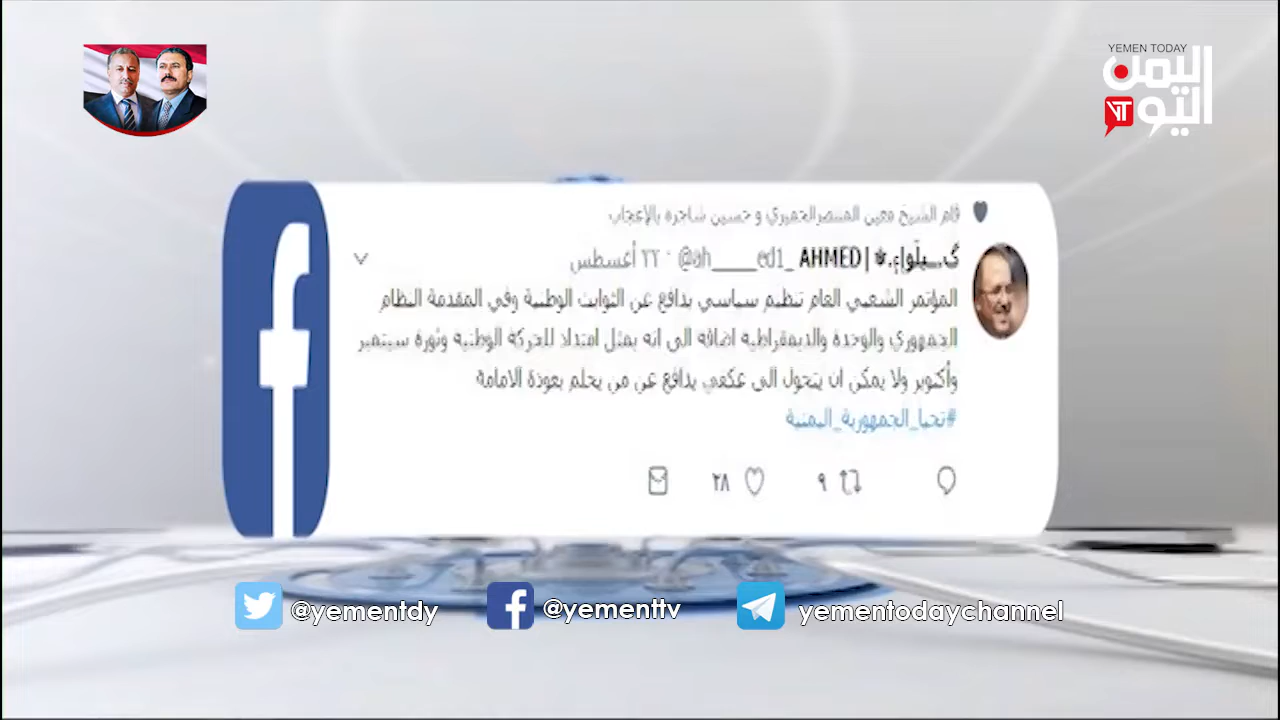 YEMEN TODAY
اليمن
اليوم
قام الشيخ معين المنتصرالحميري و حسين شاجرة بالإعجاب
AHMED| @ah____ed1_ · ٢٢ أغسطس
المؤتمر الشعبي العام تنظيم سياسي يدافع عن الثوابت الوطنية وفي المقدمة النظام
الجمهوري والوحدة والديمقراطية اضافة الى انه يمثل امتداد للحركة الوطنية وثورة سبتمبر
وأكتوبر ولا يمكن ان يتحول الى عكفي يدافع عن من يحلم بعودة الامامة
#تحيا_الجمهورية_اليمنية
٩ ٢٨
@yementdy @yementtv yementodaychannel